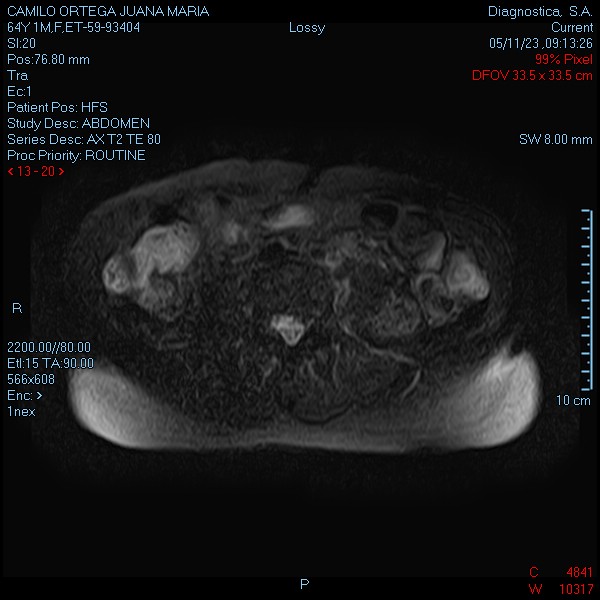 CAMILO ORTEGA JUANA MARIA
64Y 1M,F,ET-59-93404
Sl:20
Pos:76.80 mm
Tra
Ec:1
Patient Pos: HFS
Study Desc: ABDOMEN
Series Desc: AX T2 TE 80
Proc Priority: ROUTINE
< 13 - 20 >
Lossy
Diagnostica, S.A.
Current
05/11/23 ,09:13:26
99% Pixel
DFOV 33.5 x 33.5 cm
SW 8.00 mm
R
2200.00//80.00
Etl:15 TA:90.00
566x608
Enc: >
1nex
10 cm
P
C 4841
W 10317